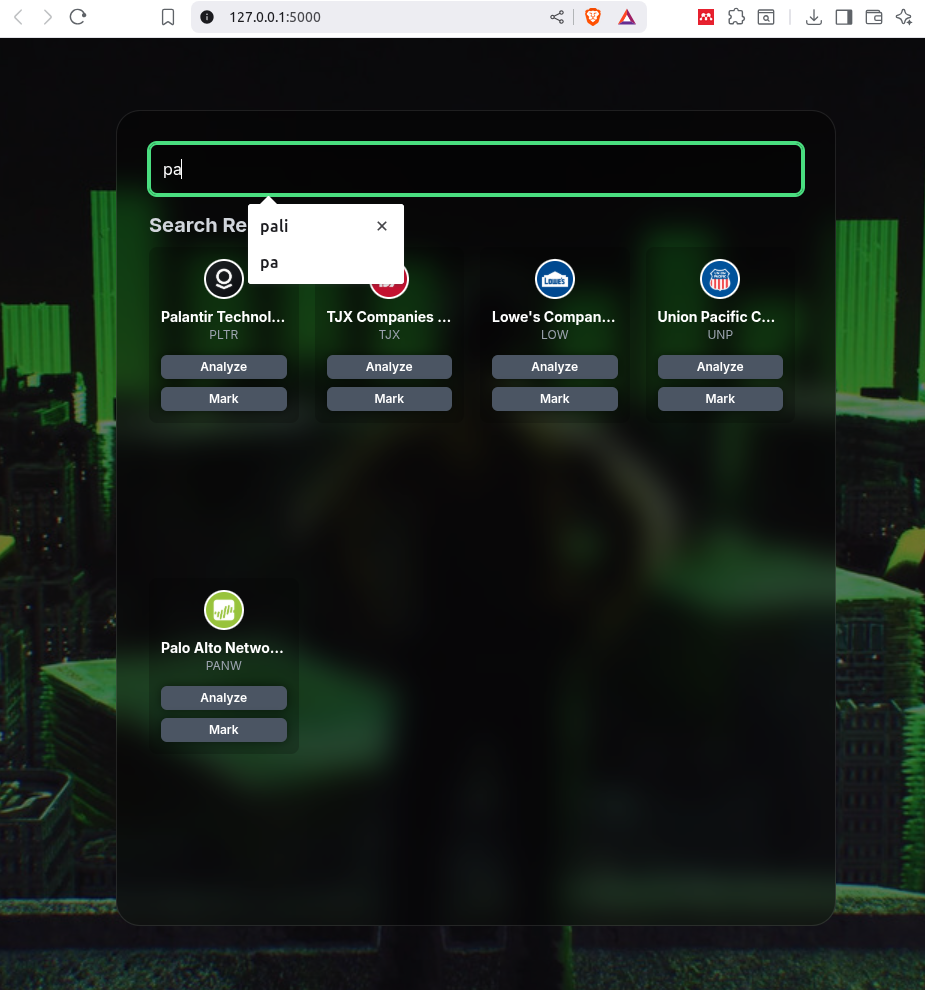 127.0.0.1:5000
pa
Search Re
pali
pa
Palantir Technol...
PLTR
Analyze
Mark
TJX Companies ...
TJX
Analyze
Mark
LOWE'S
Lowe's Compan...
LOW
Analyze
Mark
Union Pacific C...
UNP
Analyze
Mark
Palo Alto Netwo...
PANW
Analyze
Mark